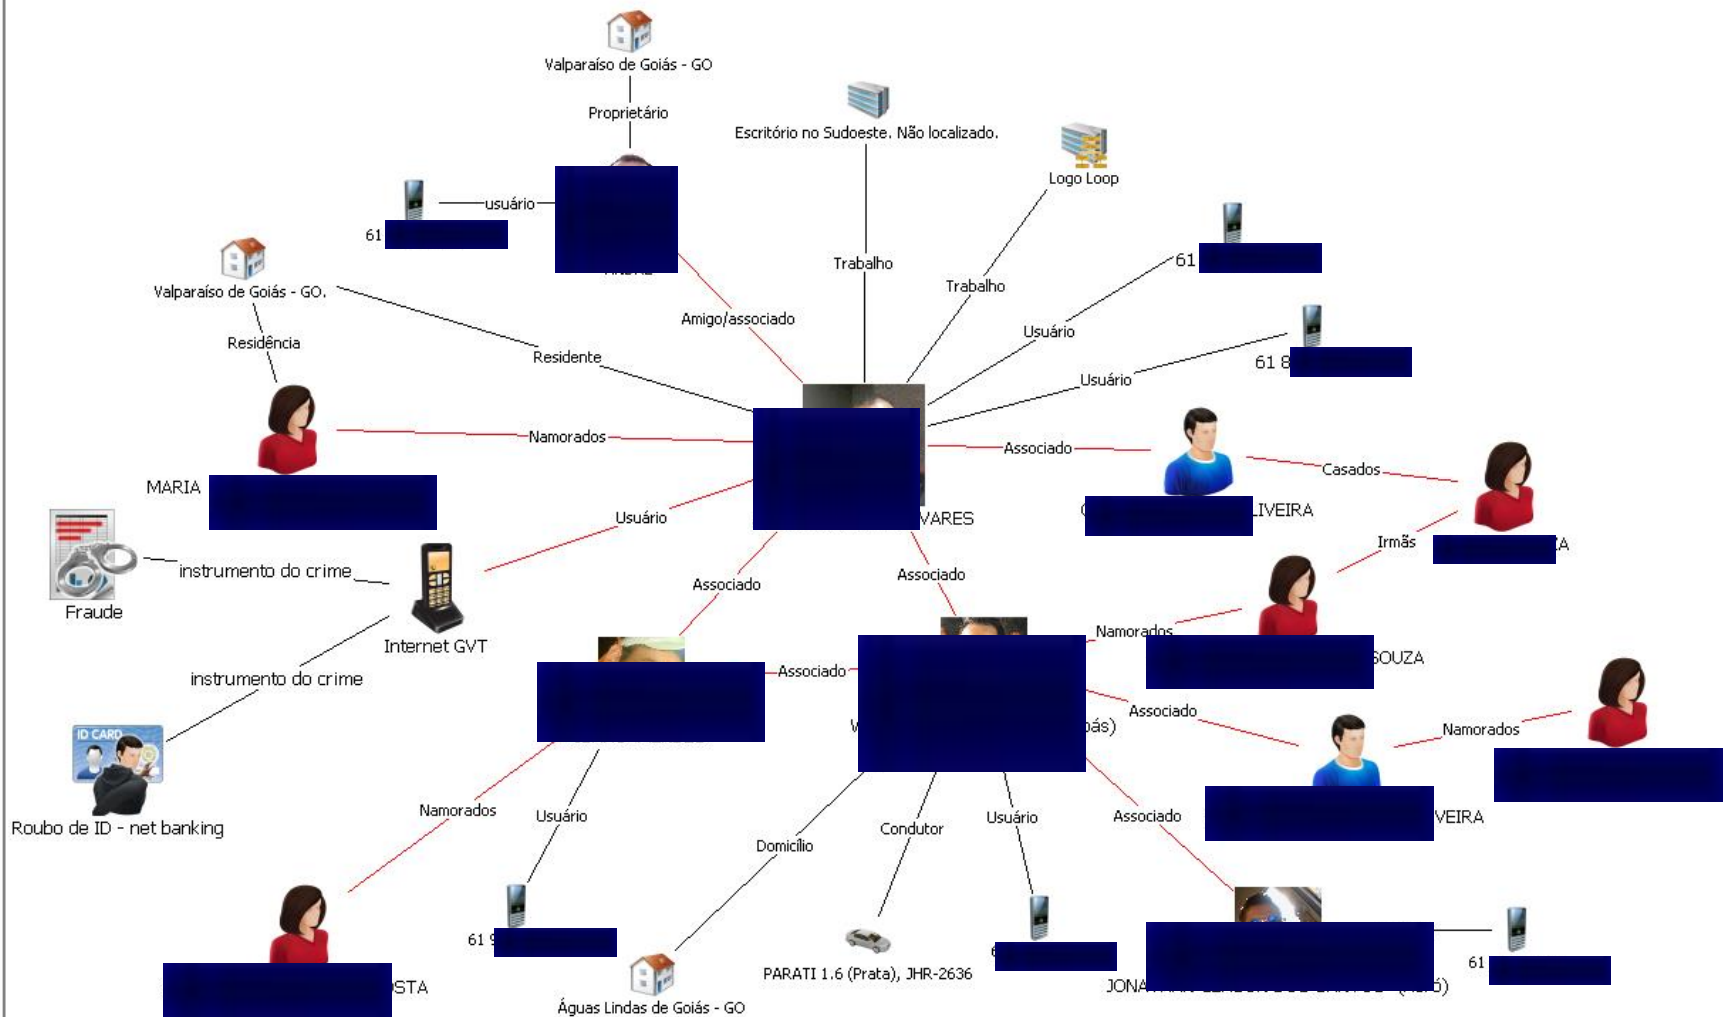 Valparaíso de Goiás - GO
Proprietário
Escritório no Sudoeste. Não localizado.
Logo Loop
usuário
61
61
Valparaíso de Goiás - GO.
Trabalho
Trabalho
Amigo/associado
Residência
Residente
Usuário
61 8
Usuário
Namorados
Associado
Casados
MARIA
VARES
LIVEIRA
Usuário
Irmãs
instrumento do crime
Associado
Associado
Fraude
Namorados
Internet GVT
SOUZA
instrumento do crime
Associado
Associado
Namorados
ID CARD
Namorados
Usuário
Condutor
Usuário
Associado
VEIRA
Roubo de ID - net banking
Domicílio
61
61
PARATI 1.6 (Prata), JHR-2636
OSTA
Águas Lindas de Goiás - GO